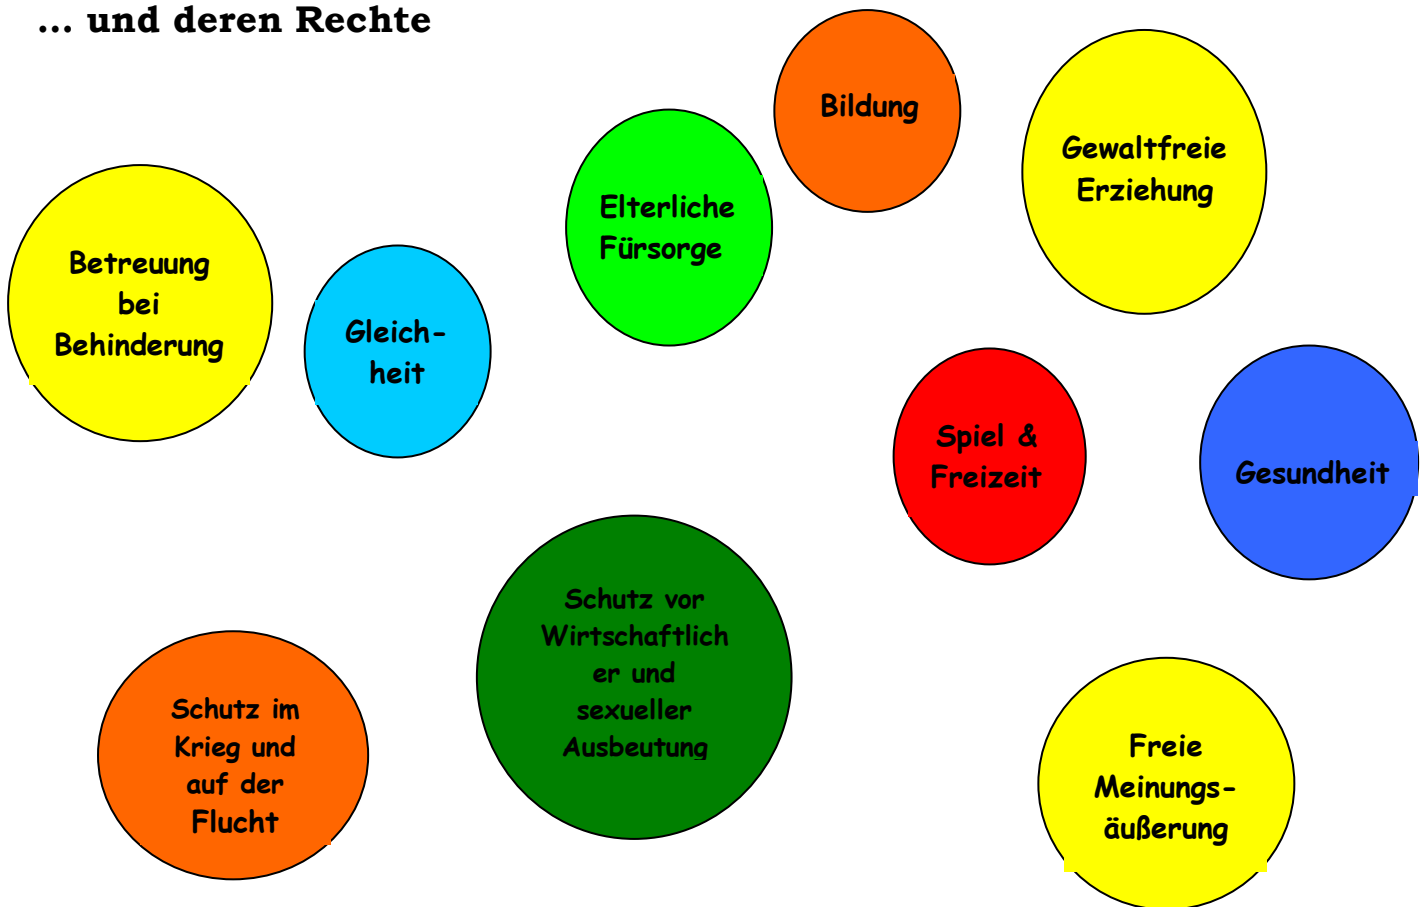 ... und deren Rechte
Bildung
Gewaltfreie
Erziehung
Elterliche
Fürsorge
Betreuung
bei
Behinderung
Gleich-
heit
Spiel &
Freizeit
Gesundheit
Schutz vor
Wirtschaftlich
er und
sexueller
Ausbeutung
Schutz im
Krieg und
auf der
Flucht
Freie
Meinungs-
äußerung